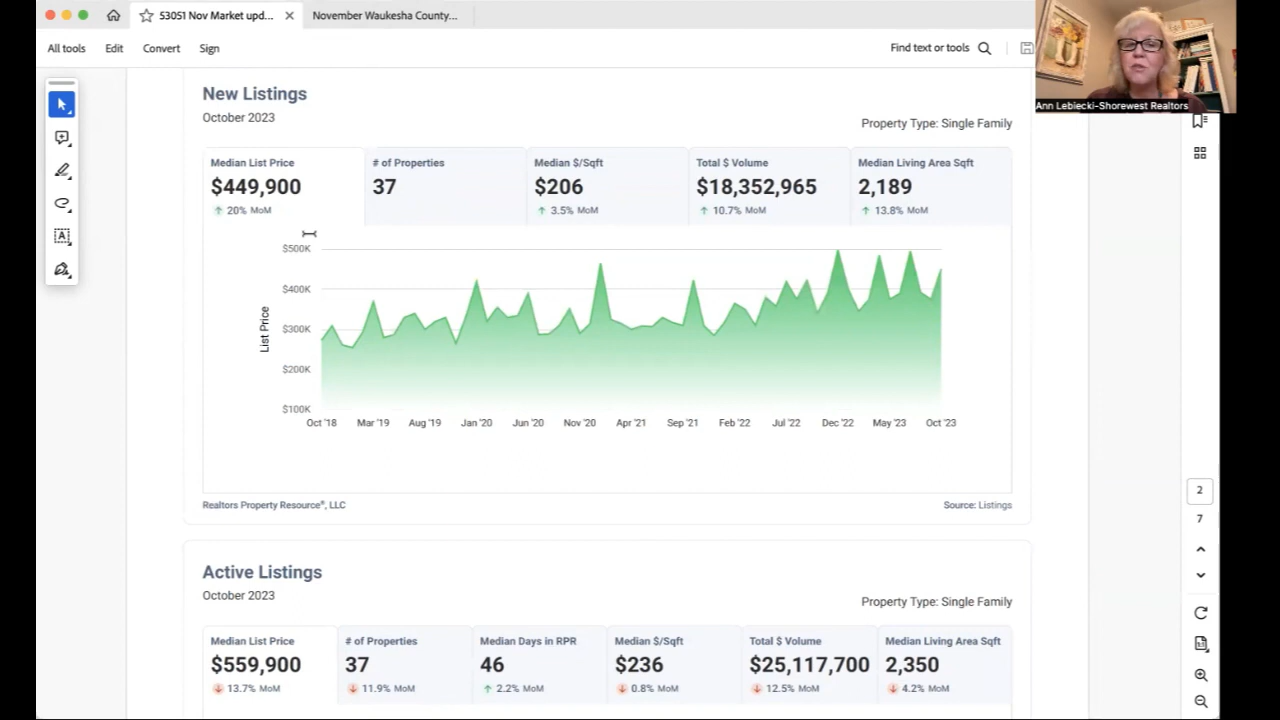 53051 Nov Market upd...
November Waukesha County...
All tools
Edit
Convert
Sign
Find text or tools
Ann Lebiecki-Shorewest Realtors
New Listings
October 2023
Property Type: Single Family
Median List Price
# of Properties
Median $/Sqft
Total $ Volume
Median Living Area Sqft
$449,900
37
$206
$18,352,965
2,189
20% MoM
3.5% MoM
10.7% MoM
13.8% MoM
$500K
$400K
$300K
$200K
$100K
List Price
Oct '18
Mar '19
Aug '19
Jan '20
Jun '20
Nov '20
Apr '21
Sep '21
Feb '22
Jul '22
Dec '22
May '23
Oct '23
Realtors Property Resource®, LLC
Source: Listings
2
7
Active Listings
October 2023
Property Type: Single Family
Median List Price
# of Properties
Median Days in RPR
Median $/Sqft
Total $ Volume
Median Living Area Sqft
$559,900
37
46
$236
$25,117,700
2,350
13.7% MoM
11.9% MoM
2.2% MoM
0.8% MoM
12.5% MoM
4.2% MoM